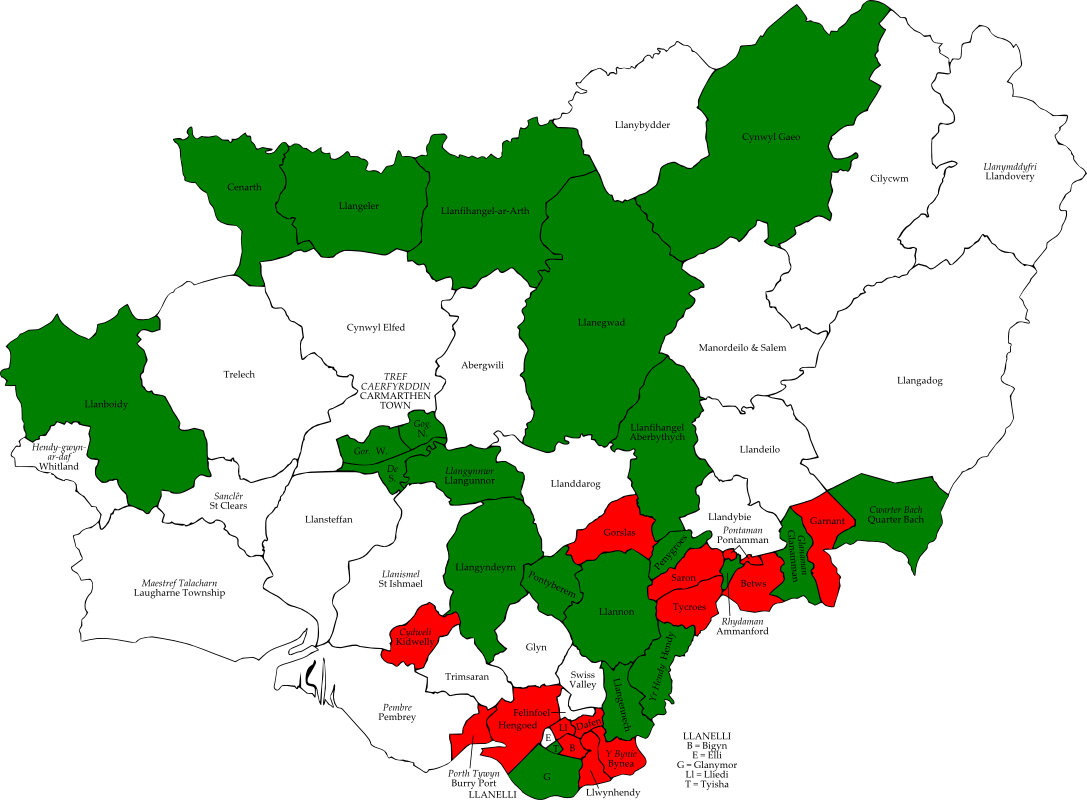 Llanybydder
Cynwyl Gaeo
Cilycwm
Llanymddyfri
Llandovery
Cenarth
Llangeler
Llanfihangel-ar-Arth
Llanegwad
Cynwyl Elfed
Abergwili
Manordeilo & Salem
Trelech
Llangadog
TREF
CAERFYRDDIN
CARMARTHEN
TOWN
Llanboidy
Gog.
N.
Gor. W.
De
S.
Llanfihangel
Aberbythych
Llandeilo
Hendy-gwyn-
ar-daf
Whitland
Llangynnwr
Llangunnor
Llanddarog
Sanclêr
St Clears
Llansteffan
Llandybie
Pontaman
Pontamman
Cwarter Bach
Quarter Bach
Garnant
Glanaman
Glanamman
Gorslas
Penygroes
Saron
Betws
Tycroes
Rhydaman
Ammanford
Llanismel
St Ishmael
Llangyndeyrn
Pontyberem
Llannon
Maestref Talacharn
Laugharne Township
Cydweli
Kidwelly
Glyn
Yr Hendy Hendy
Trimsaran
Swiss
Valley
Llangennech
Pembre
Pembrey
Felinfoel
Hengoed
Ll
Dafen
E
T
B
Y Bynie
Bynea
G
Porth Tywyn
Burry Port
LLANELLI
Llwynhendy
LLANELLI
B = Bigyn
E = Elli
G = Glanymor
Ll = Lliedi
T = Tyisha